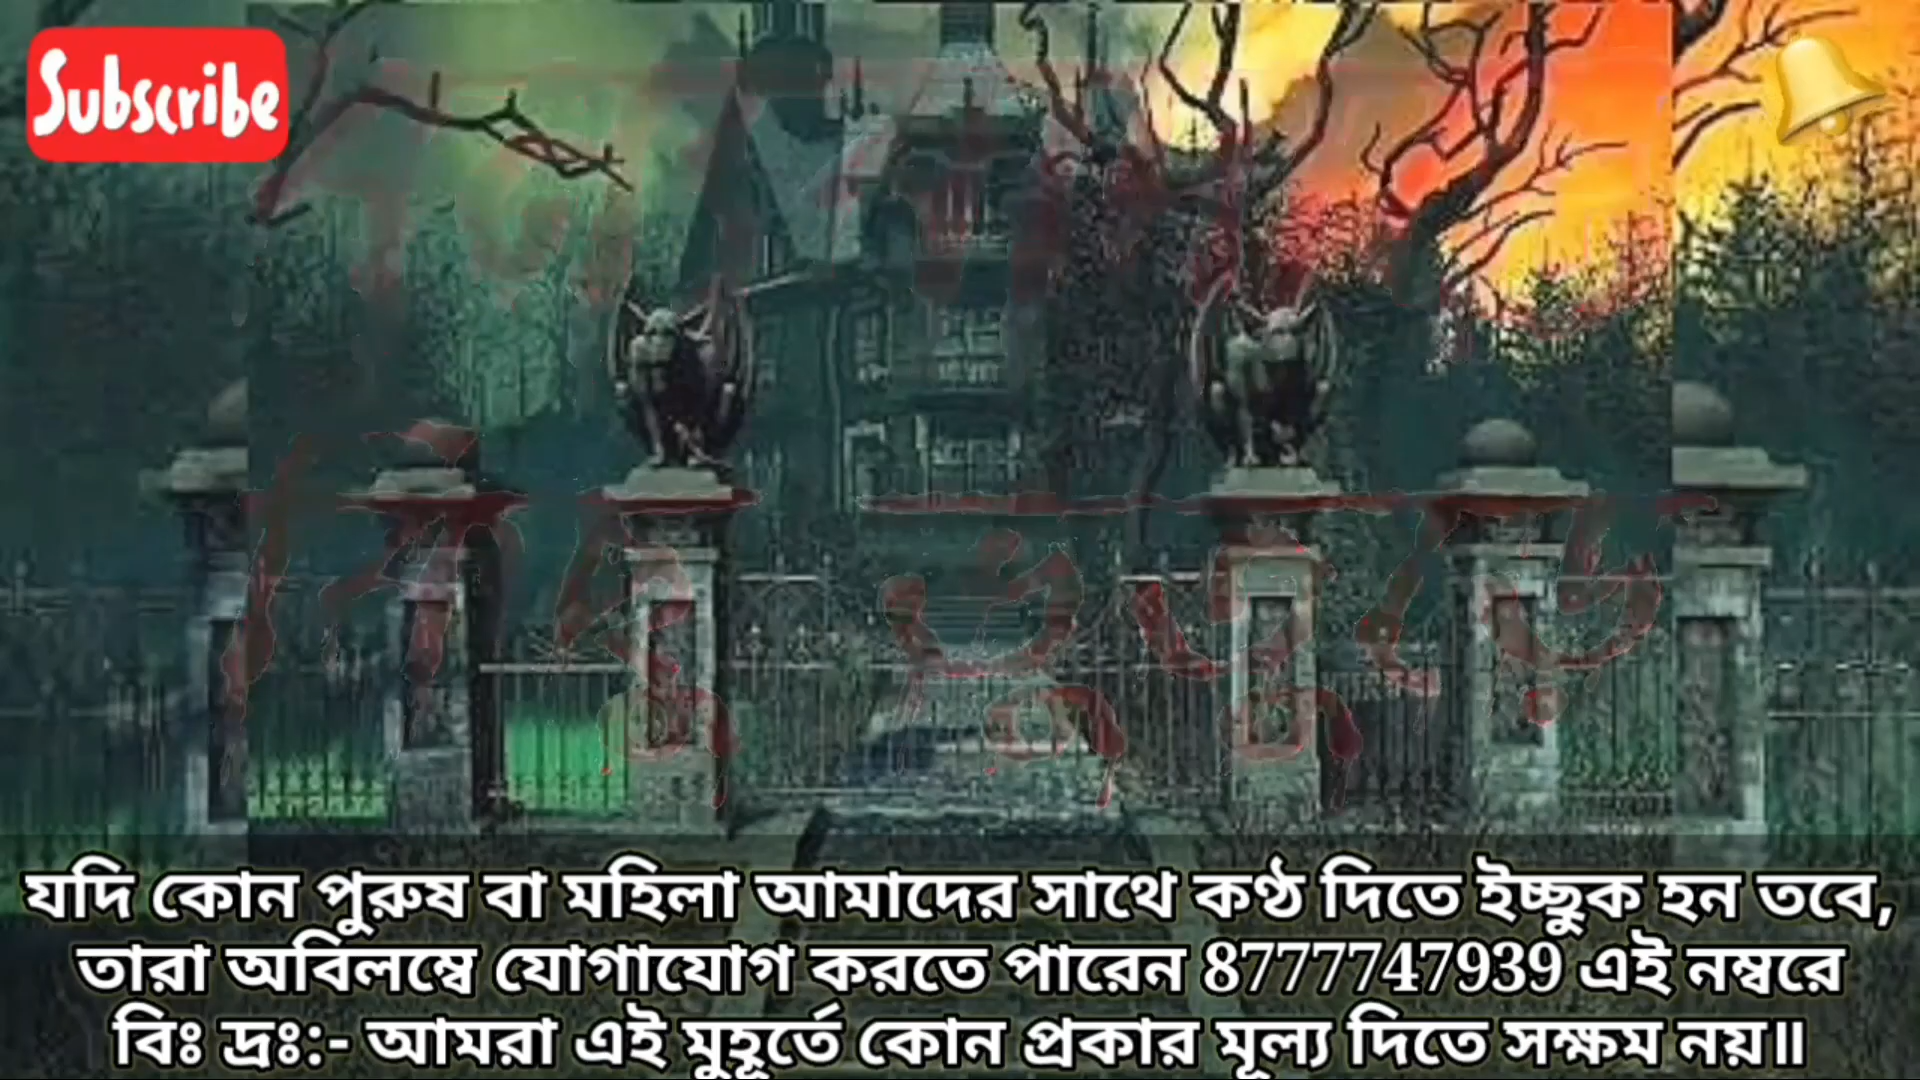 Subscribe
যদি কোন পুরুষ বা মহিলা আমাদের সাথে কণ্ঠ দিতে ইচ্ছুক হন তবে,
তারা অবিলম্বে যোগাযোগ করতে পারেন 8777747939 এই নম্বরে
বিঃ দ্রঃ:- আমরা এই মুহূর্তে কোন প্রকার মূল্য দিতে সক্ষম নয়॥